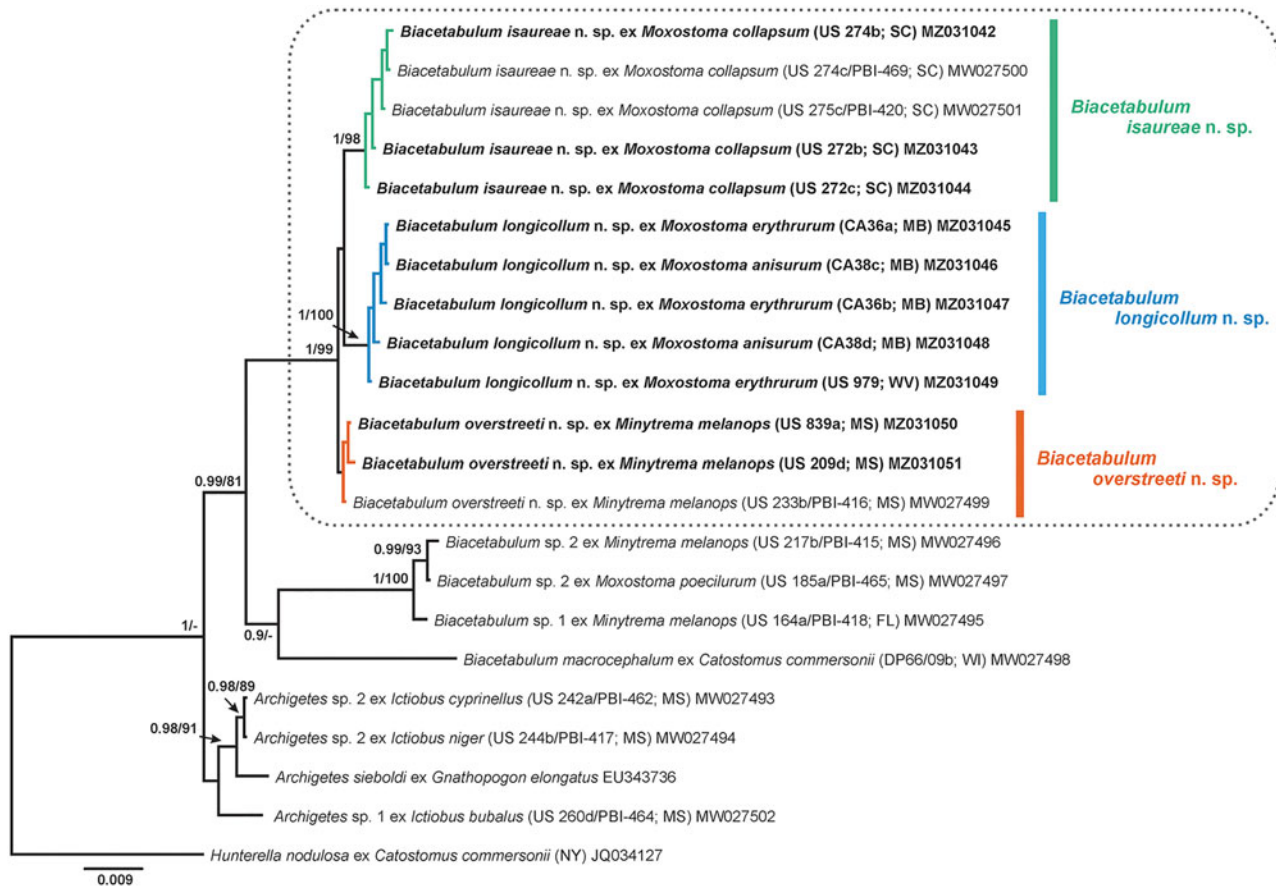 Biacetabulum isaureae n. sp. ex Moxostoma collapsum (US 274b; SC) MZ031042
Biacetabulum isaureae n. sp. ex Moxostoma collapsum (US 274c/PBI-469; SC) MW027500
Biacetabulum isaureae n. sp. ex Moxostoma collapsum (US 275c/PBI-420; SC) MW027501
1/98
Biacetabulum isaureae n. sp. ex Moxostoma collapsum (US 272b; SC) MZ031043
Biacetabulum isaureae n. sp. ex Moxostoma collapsum (US 272c; SC) MZ031044
Biacetabulum
isaureae n. sp.
Biacetabulum longicollum n. sp. ex Moxostoma erythrurum (CA36a; MB) MZ031045
Biacetabulum longicollum n. sp. ex Moxostoma anisurum (CA38c; MB) MZ031046
Biacetabulum longicollum n. sp. ex Moxostoma erythrurum (CA36b; MB) MZ031047
1/100
Biacetabulum longicollum n. sp. ex Moxostoma anisurum (CA38d; MB) MZ031048
1/99
Biacetabulum longicollum n. sp. ex Moxostoma erythrurum (US 979; WV) MZ031049
Biacetabulum
longicollum n. sp.
Biacetabulum overstreeti n. sp. ex Minytrema melanops (US 839a; MS) MZ031050
Biacetabulum overstreeti n. sp. ex Minytrema melanops (US 209d; MS) MZ031051
Biacetabulum overstreeti n. sp. ex Minytrema melanops (US 233b/PBI-416; MS) MW027499
Biacetabulum
overstreeti n. sp.
0.99/81
Biacetabulum sp. 2 ex Minytrema melanops (US 217b/PBI-415; MS) MW027496
0.99/93
Biacetabulum sp. 2 ex Moxostoma poecilurum (US 185a/PBI-465; MS) MW027497
1/100
Biacetabulum sp. 1 ex Minytrema melanops (US 164a/PBI-418; FL) MW027495
1/-
0.9/-
Biacetabulum macrocephalum ex Catostomus commersonii (DP66/09b; WI) MW027498
0.98/89
Archigetes sp. 2 ex Ictiobus cyprinellus (US 242a/PBI-462; MS) MW027493
0.98/91
Archigetes sp. 2 ex Ictiobus niger (US 244b/PBI-417; MS) MW027494
Archigetes sieboldi ex Gnathopogon elongatus EU343736
Archigetes sp. 1 ex Ictiobus bubalus (US 260d/PBI-464; MS) MW027502
Hunterella nodulosa ex Catostomus commersonii (NY) JQ034127
0.009